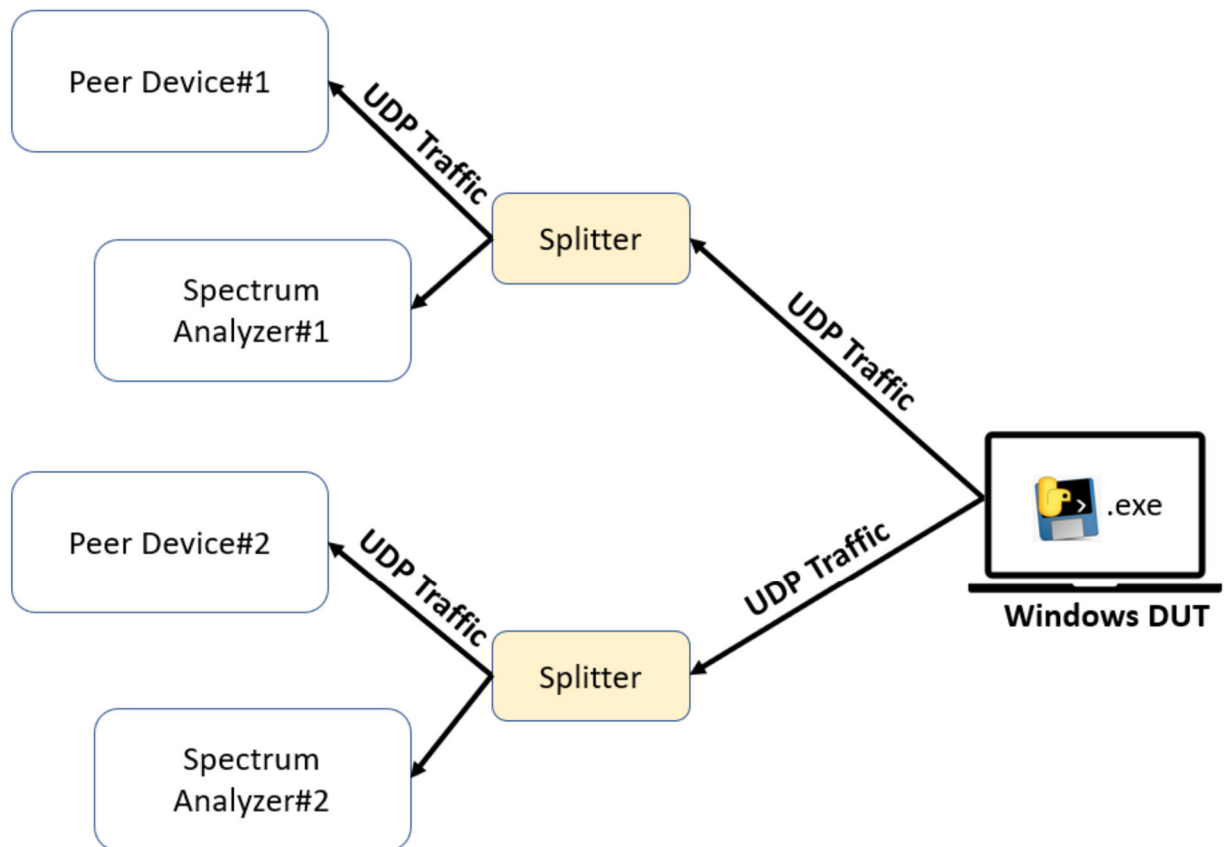 Peer Device#1
UDP Traffic
Splitter
Spectrum
Analyzer#1
UDP Traffic
Peer Device#2
UDP Traffic
UDP Traffic
.exe
Windows DUT
Splitter
Spectrum
Analyzer#2